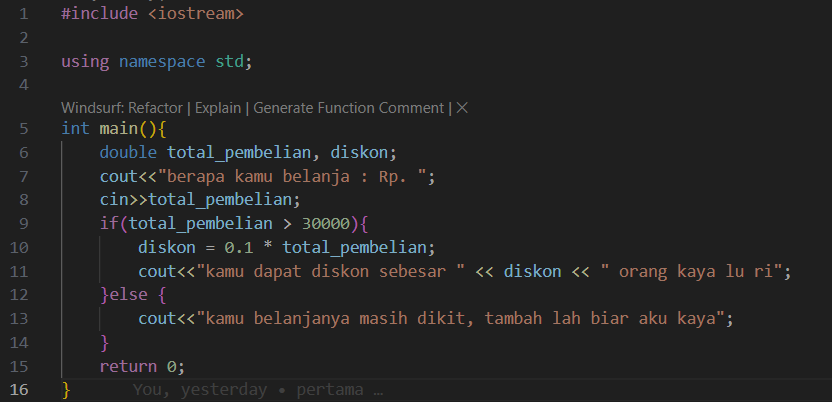 1 #include <iostream>
2
3 using namespace std;
4
Windsurf: Refactor | Explain | Generate Function Comment | ✕
5 int main(){
6     double total_pembelian, diskon;
7     cout<<"berapa kamu belanja : Rp. ";
8     cin>>total_pembelian;
9     if(total_pembelian > 30000){
10         diskon = 0.1 * total_pembelian;
11         cout<<"kamu dapat diskon sebesar " << diskon << " orang kaya lu ri";
12     }else {
13         cout<<"kamu belanjanya masih dikit, tambah lah biar aku kaya";
14     }
15     return 0;
16 }     You, yesterday • pertama …